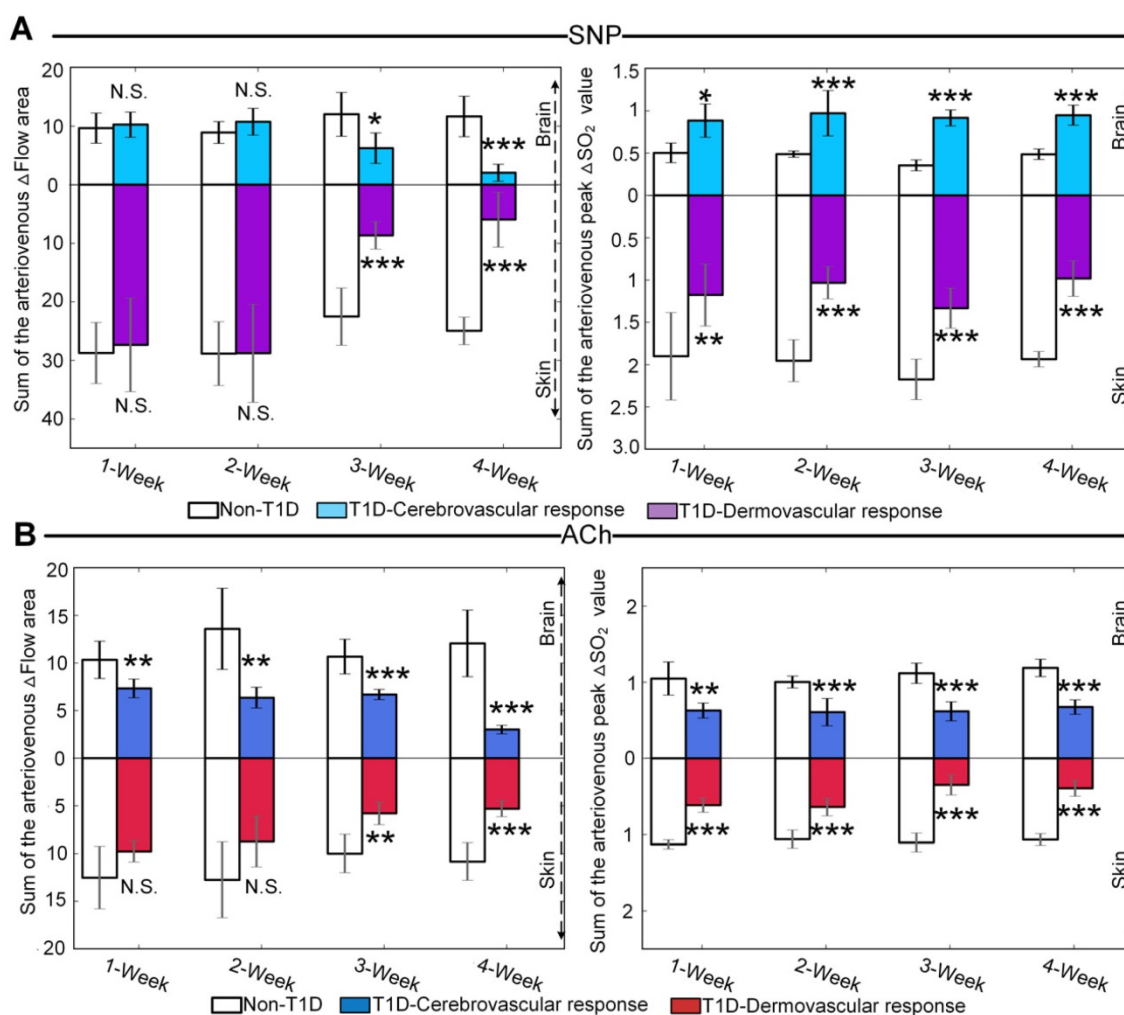 A
SNP
Sum of the arteriovenous ΔFlow area
20
10
0
10
20
30
40
N.S.
N.S.
*
***
N.S.
N.S.
***
***
Brain
Skin
1-Week
2-Week
3-Week
4-Week
Sum of the arteriovenous peak ΔSO₂ value
1.5
1
0.5
0
0.5
1
1.5
2
2.5
3.0
*
***
***
***
**
***
***
***
Brain
Skin
1-Week
2-Week
3-Week
4-Week
Non-T1D
T1D-Cerebrovascular response
T1D-Dermovascular response
B
ACh
Sum of the arteriovenous ΔFlow area
20
15
10
5
0
5
10
15
20
**
**
***
***
N.S.
N.S.
**
***
Brain
Skin
1-Week
2-Week
3-Week
4-Week
Sum of the arteriovenous peak ΔSO₂ value
2
1
0
1
2
**
***
***
***
***
***
***
***
Brain
Skin
1-Week
2-Week
3-Week
4-Week
Non-T1D
T1D-Cerebrovascular response
T1D-Dermovascular response